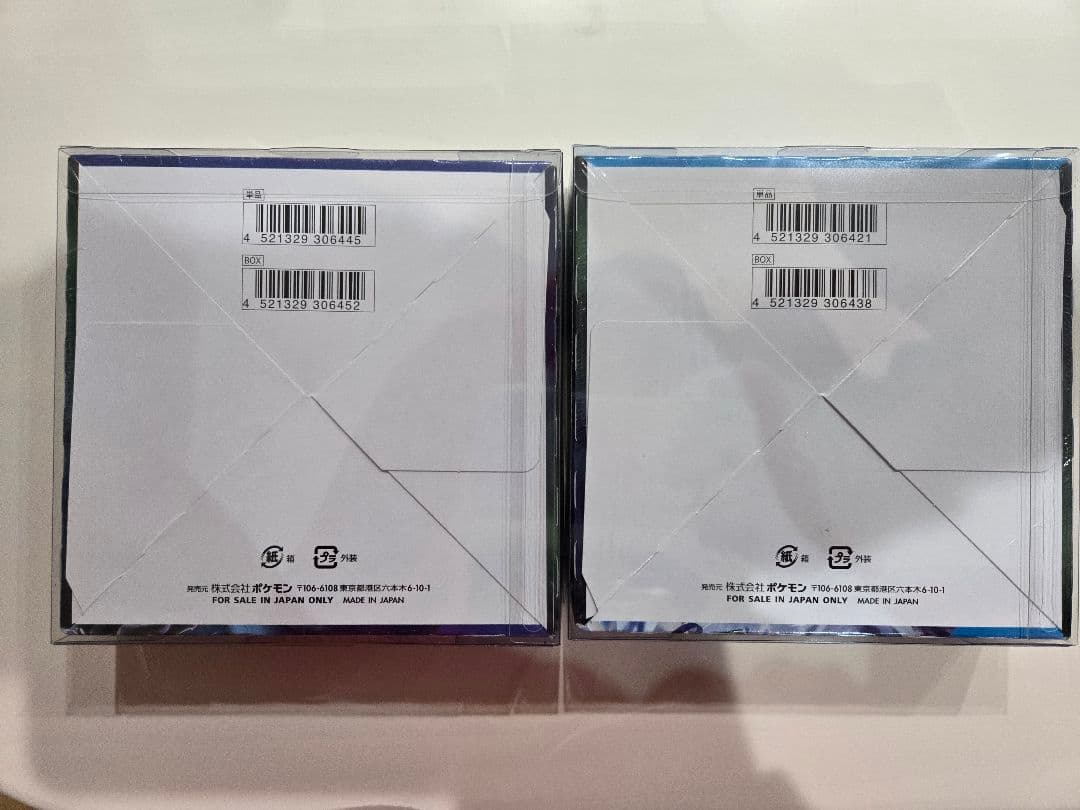 単品
4 521329 306445
BOX
4 521329 306452
紙 箱 プラ 外装
発売元 株式会社 ポケモン 〒106-6108 東京都港区六本木6-10-1
FOR SALE IN JAPAN ONLY MADE IN JAPAN
単品
4 521329 306421
BOX
4 521329 306438
紙 箱 プラ 外装
発売元 株式会社 ポケモン 〒106-6108 東京都港区六本木6-10-1
FOR SALE IN JAPAN ONLY MADE IN JAPAN